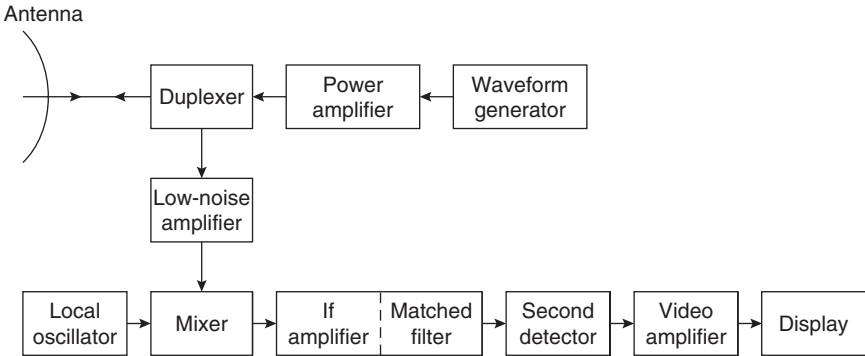 Antenna
Duplexer
Power
amplifier
Waveform
generator
Low-noise
amplifier
Local
oscillator
Mixer
If
amplifier
Matched
filter
Second
detector
Video
amplifier
Display